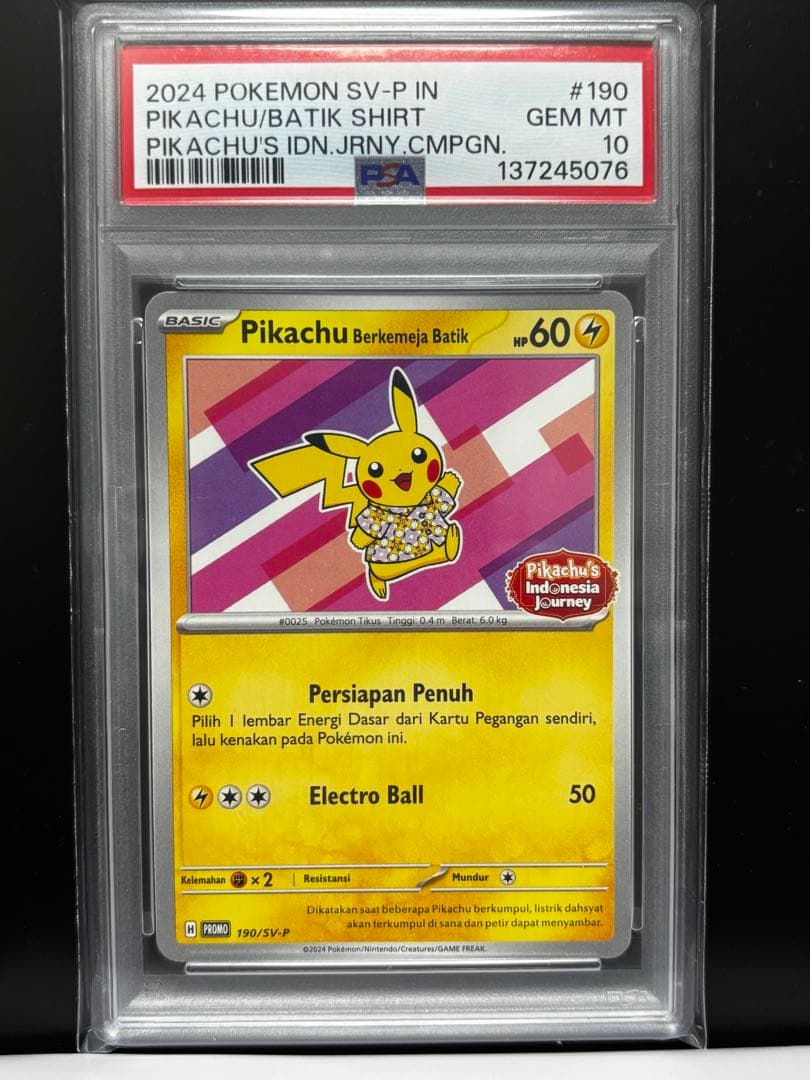 2024 POKEMON SV-P IN #190
PIKACHU/BATIK SHIRT GEM MT
PIKACHU'S IDN.JRNY.CMPGN. 10
PSA 137245076
BASIC Pikachu Berkemeja Batik HP 60
Pikachu's
Indonesia
Journey
#0025 Pokémon Tikus Tinggi: 0.4 m Berat: 6.0 kg
Persiapan Penuh
Pilih 1 lembar Energi Dasar dari Kartu Pegangan sendiri,
lalu kenakan pada Pokémon ini.
Electro Ball 50
Kelemahan ×2 Resistansi Mundur
Dikatakan saat beberapa Pikachu berkumpul, listrik dahsyat
akan terkumpul di sana dan petir dapat menyambar.
H PROMO 190/SV-P
©2024 Pokémon/Nintendo/Creatures/GAME FREAK.